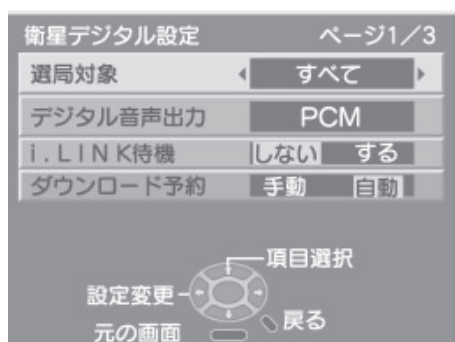 衛星デジタル設定 ページ1／3
選局対象 すべて
デジタル音声出力 PCM
i.LINK待機 しない する
ダウンロード予約 手動 自動
項目選択
設定変更
戻る
元の画面